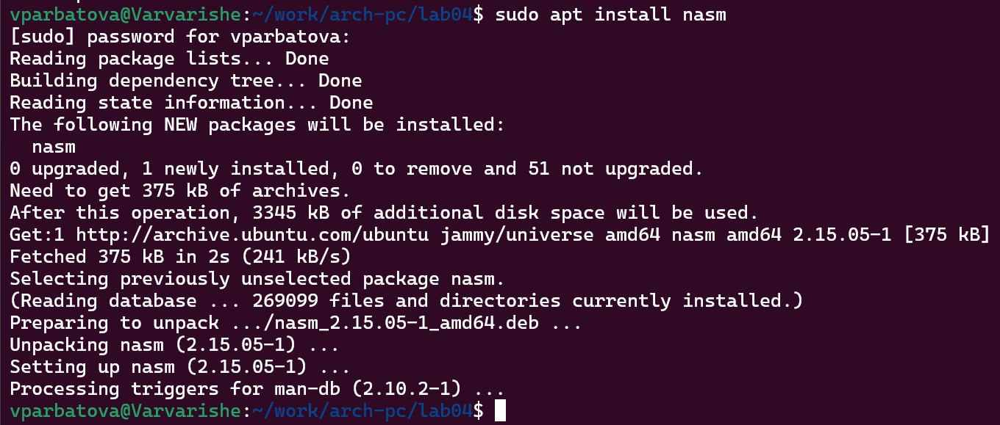 vparbatova@Varvarishe:~/work/arch-pc/lab04$ sudo apt install nasm
[sudo] password for vparbatova:
Reading package lists... Done
Building dependency tree... Done
Reading state information... Done
The following NEW packages will be installed:
  nasm
0 upgraded, 1 newly installed, 0 to remove and 51 not upgraded.
Need to get 375 kB of archives.
After this operation, 3345 kB of additional disk space will be used.
Get:1 http://archive.ubuntu.com/ubuntu jammy/universe amd64 nasm amd64 2.15.05-1 [375 kB]
Fetched 375 kB in 2s (241 kB/s)
Selecting previously unselected package nasm.
(Reading database ... 269099 files and directories currently installed.)
Preparing to unpack .../nasm_2.15.05-1_amd64.deb ...
Unpacking nasm (2.15.05-1) ...
Setting up nasm (2.15.05-1) ...
Processing triggers for man-db (2.10.2-1) ...
vparbatova@Varvarishe:~/work/arch-pc/lab04$